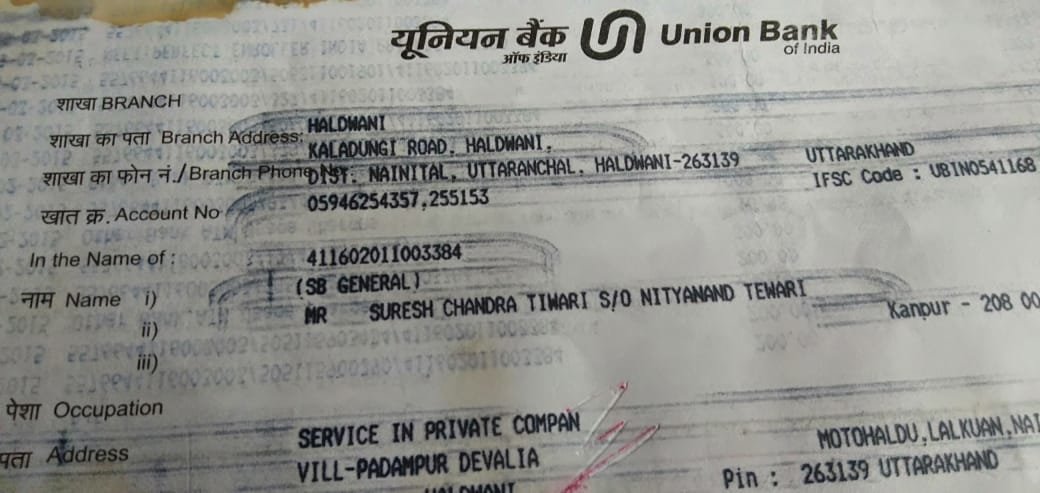 यूनियन बैंक Union Bank
ऑफ इंडिया of India
शाखा BRANCH
HALDWANI
शाखा का पता Branch Address: KALADUNGI ROAD, HALDWANI,
शाखा का फोन नं./ Branch Phone DIST. NAINITAL, UTTARANCHAL, HALDWANI-263139 UTTARAKHAND
05946254357,255153 IFSC Code : UBIN0541168
खात क्र. Account No
In the Name of : 411602011003384
(SB GENERAL)
नाम Name i) MR SURESH CHANDRA TIWARI S/O NITYANAND TEWARI
ii) Kanpur - 208 00
iii)
पेशा Occupation
SERVICE IN PRIVATE COMPAN
पता Address VILL-PADAMPUR DEVALIA MOTOHALDU,LALKUAN,NAI
HALDWANI Pin : 263139 UTTARAKHAND